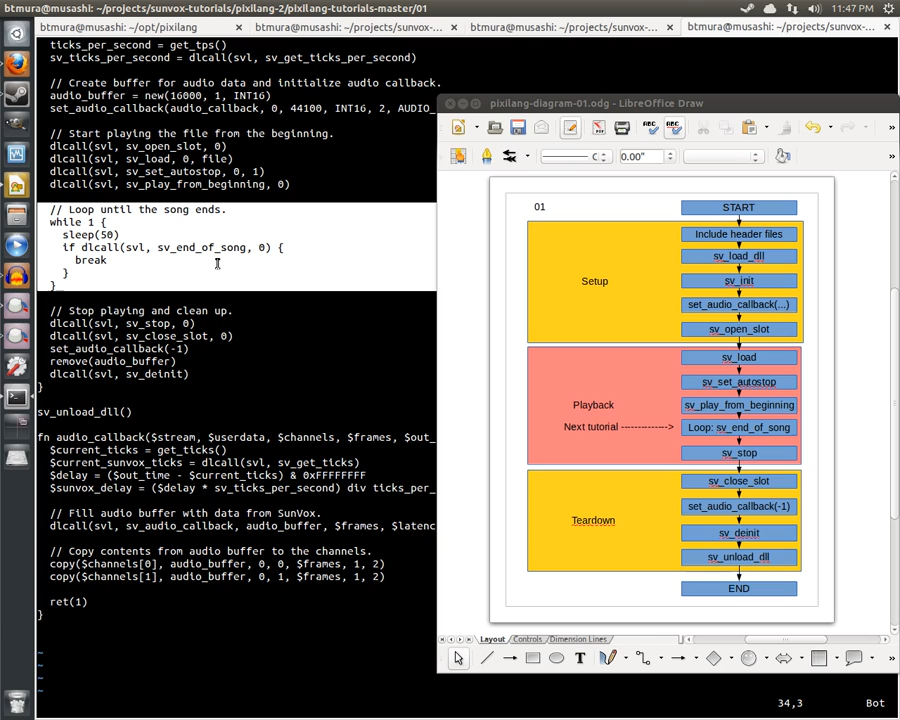 btmura@musashi: ~/projects/sunvox-tutorials/pixilang-2/pixilang-tutorials-master/01
11:47 PM
btmura@musashi: ~/opt/pixilang
btmura@musashi: ~/projects/sunvox-...
btmura@musashi: ~/projects/sunvox-...
btmura@musashi: ~/projects/sunvox-...
ticks_per_second = get_tps()
sv_ticks_per_second = dlcall(svl, sv_get_ticks_per_second)
// Create buffer for audio data and initialize audio callback.
audio_buffer = new(16000, 1, INT16)
set_audio_callback(audio_callback, 0, 44100, INT16, 2, AUDIO_
// Start playing the file from the beginning.
dlcall(svl, sv_open_slot, 0)
dlcall(svl, sv_load, 0, file)
dlcall(svl, sv_set_autostop, 0, 1)
dlcall(svl, sv_play_from_beginning, 0)
// Loop until the song ends.
while 1 {
sleep(50)
if dlcall(svl, sv_end_of_song, 0) {
break
}
}
// Stop playing and clean up.
dlcall(svl, sv_stop, 0)
dlcall(svl, sv_close_slot, 0)
set_audio_callback(-1)
remove(audio_buffer)
dlcall(svl, sv_deinit)
}
sv_unload_dll()
fn audio_callback($stream, $userdata, $channels, $frames, $out_
$current_ticks = get_ticks()
$current_sunvox_ticks = dlcall(svl, sv_get_ticks)
$delay = ($out_time - $current_ticks) & 0xFFFFFFFF
$sunvox_delay = ($delay * sv_ticks_per_second) div ticks_per_
// Fill audio buffer with data from SunVox.
dlcall(svl, sv_audio_callback, audio_buffer, $frames, $latenc
// Copy contents from audio buffer to the channels.
copy($channels[0], audio_buffer, 0, 0, $frames, 1, 2)
copy($channels[1], audio_buffer, 0, 1, $frames, 1, 2)
ret(1)
}
~
~
~
~
34,3
Bot
pixilang-diagram-01.odg - LibreOffice Draw
0.00"
01
START
Setup
Include header files
sv_load_dll
sv_init
set_audio_callback(...)
sv_open_slot
Playback
sv_load
sv_set_autostop
sv_play_from_beginning
Next tutorial -------------->
Loop: sv_end_of_song
sv_stop
Teardown
sv_close_slot
set_audio_callback(-1)
sv_deinit
sv_unload_dll
END
Layout
Controls
Dimension Lines